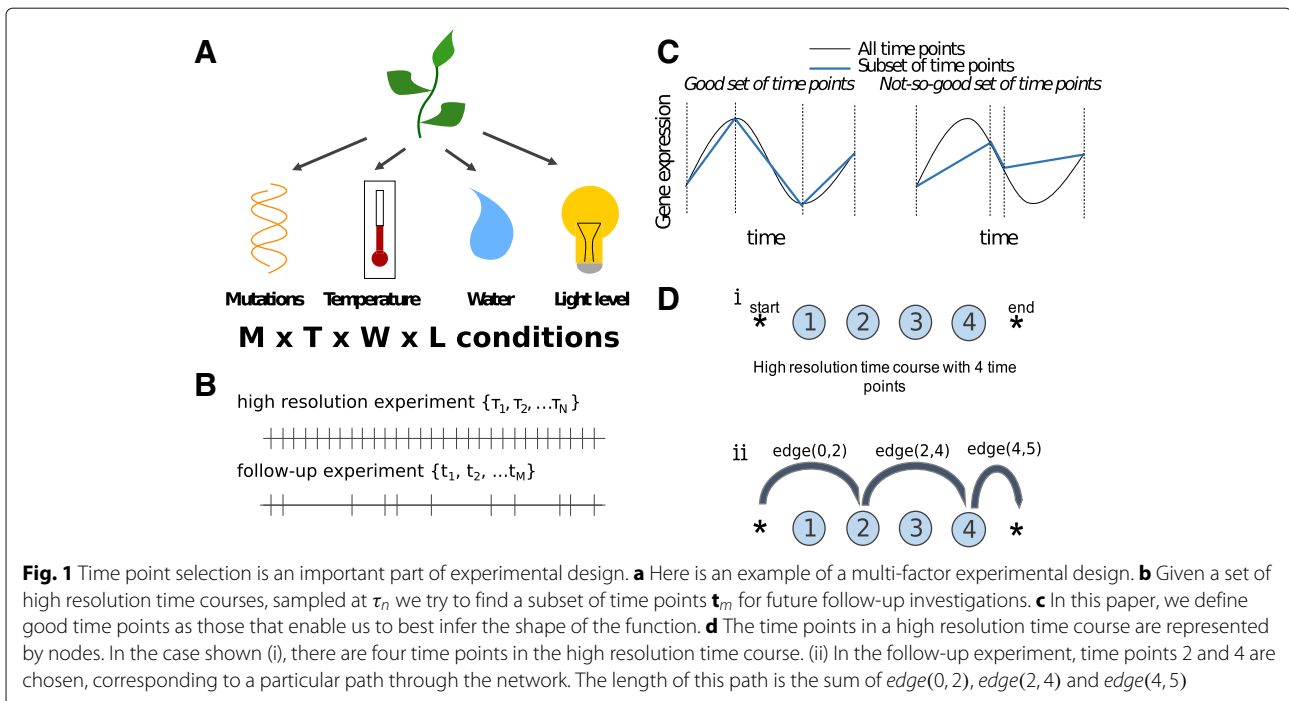 A
Mutations Temperature Water Light level
M x T x W x L conditions
B
high resolution experiment {τ1, τ2, ...τN}
follow-up experiment {t1, t2, ...tM}
C
All time points
Subset of time points
Good set of time points Not-so-good set of time points
Gene expression
time time
D
i
start end
* 1 2 3 4 *
High resolution time course with 4 time
points
ii
edge(0,2) edge(2,4) edge(4,5)
* 1 2 3 4 *
Fig. 1 Time point selection is an important part of experimental design. a Here is an example of a multi-factor experimental design. b Given a set of
high resolution time courses, sampled at τn we try to find a subset of time points tm for future follow-up investigations. c In this paper, we define
good time points as those that enable us to best infer the shape of the function. d The time points in a high resolution time course are represented
by nodes. In the case shown (i), there are four time points in the high resolution time course. (ii) In the follow-up experiment, time points 2 and 4 are
chosen, corresponding to a particular path through the network. The length of this path is the sum of edge(0, 2), edge(2, 4) and edge(4, 5)